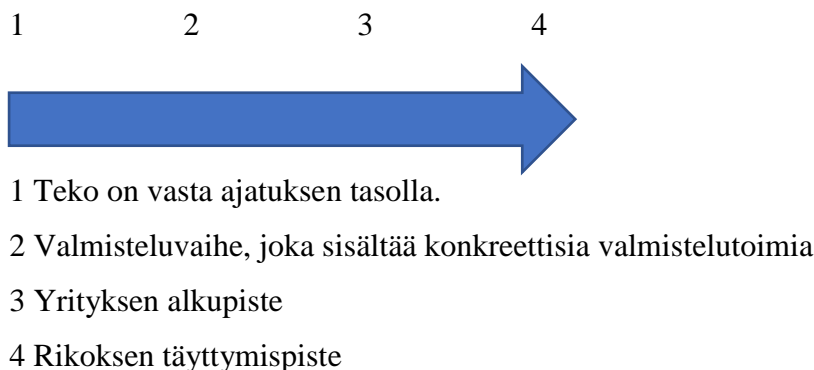 1 2 3 4
1 Teko on vasta ajatuksen tasolla.
2 Valmisteluvaihe, joka sisältää konkreettisia valmistelutoimia
3 Yrityksen alkupiste
4 Rikoksen täyttymispiste